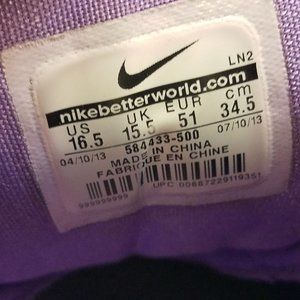 LN2
nikebetterworld.com
US UK EUR cm
16.5 15.5 51 34.5
04/10/13 584433-500 07/10/13
MADE IN CHINA
FABRIQUE EN CHINE
999999999
UPC 00887229119351